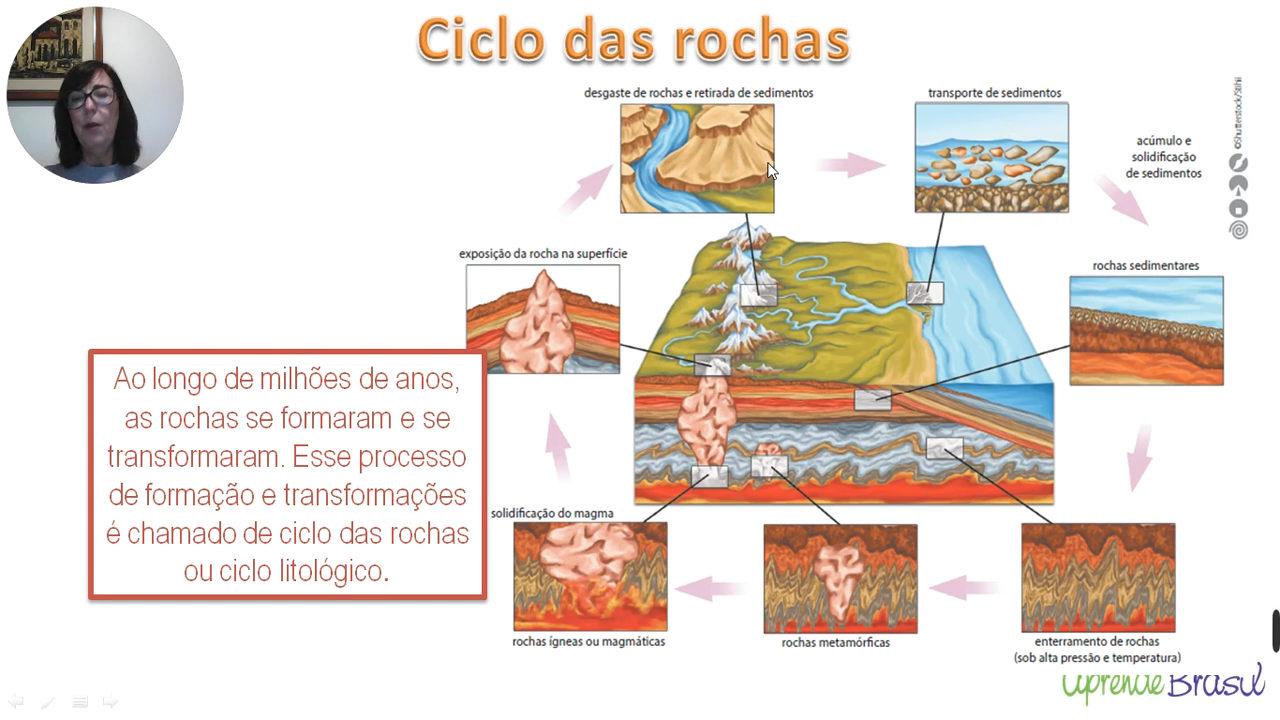 Ciclo das rochas
desgaste de rochas e retirada de sedimentos
transporte de sedimentos
acúmulo e
solidificação
de sedimentos
©Shutterstock/Stihii
exposição da rocha na superfície
rochas sedimentares
Ao longo de milhões de anos,
as rochas se formaram e se
transformaram. Esse processo
de formação e transformações
é chamado de ciclo das rochas
ou ciclo litológico.
solidificação do magma
rochas ígneas ou magmáticas
rochas metamórficas
enterramento de rochas
(sob alta pressão e temperatura)
aprende Brasil